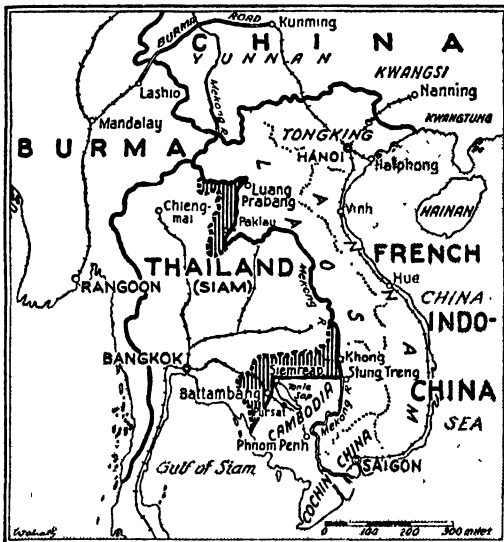 BURMA ROAD
Kunming
CHINA
YUNNAN
KWANGSI
Lashio
Mekong R.
Nanning
Mandalay
TONGKING
KWANGTUNG
BURMA
HANOI
Haiphong
LAOS
Luang
Prabang
HAINAN
Chieng-
mai
Paklau
Vinh
ANNAM
FRENCH
THAILAND
(SIAM)
Mekong R.
Hue
RANGOON
CHINA
INDO-
BANGKOK
Siemreap
Khong
Stung Treng
Battambang
Tonle
Sap
CHINA
Pursat
CAMBODIA
SEA
Mekong R.
Phnom Penh
Gulf of Siam
COCHIN CHINA
SAIGON
0 100 200 300 miles